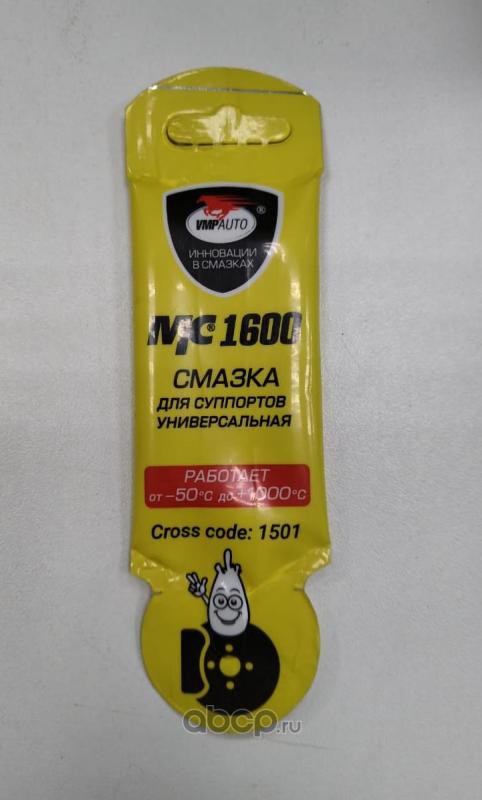 VMPAUTO ®
ИННОВАЦИИ
В СМАЗКАХ
МС® 1600
СМАЗКА
ДЛЯ СУППОРТОВ
УНИВЕРСАЛЬНАЯ
РАБОТАЕТ
от –50°С до +1000°С
Cross code: 1501
abcp.ru